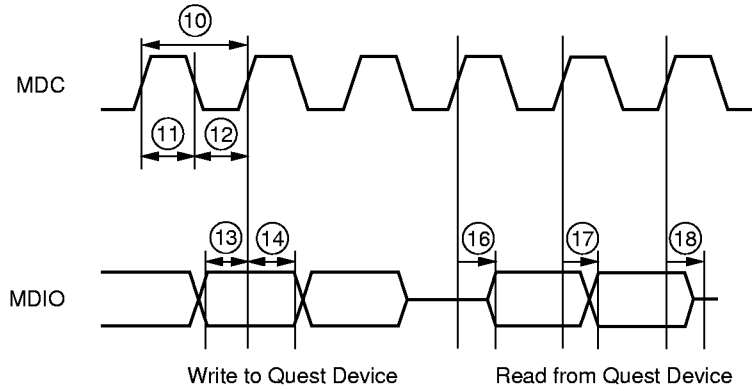 10
MDC
11 12
13 14 16 17 18
MDIO
Write to Quest Device Read from Quest Device